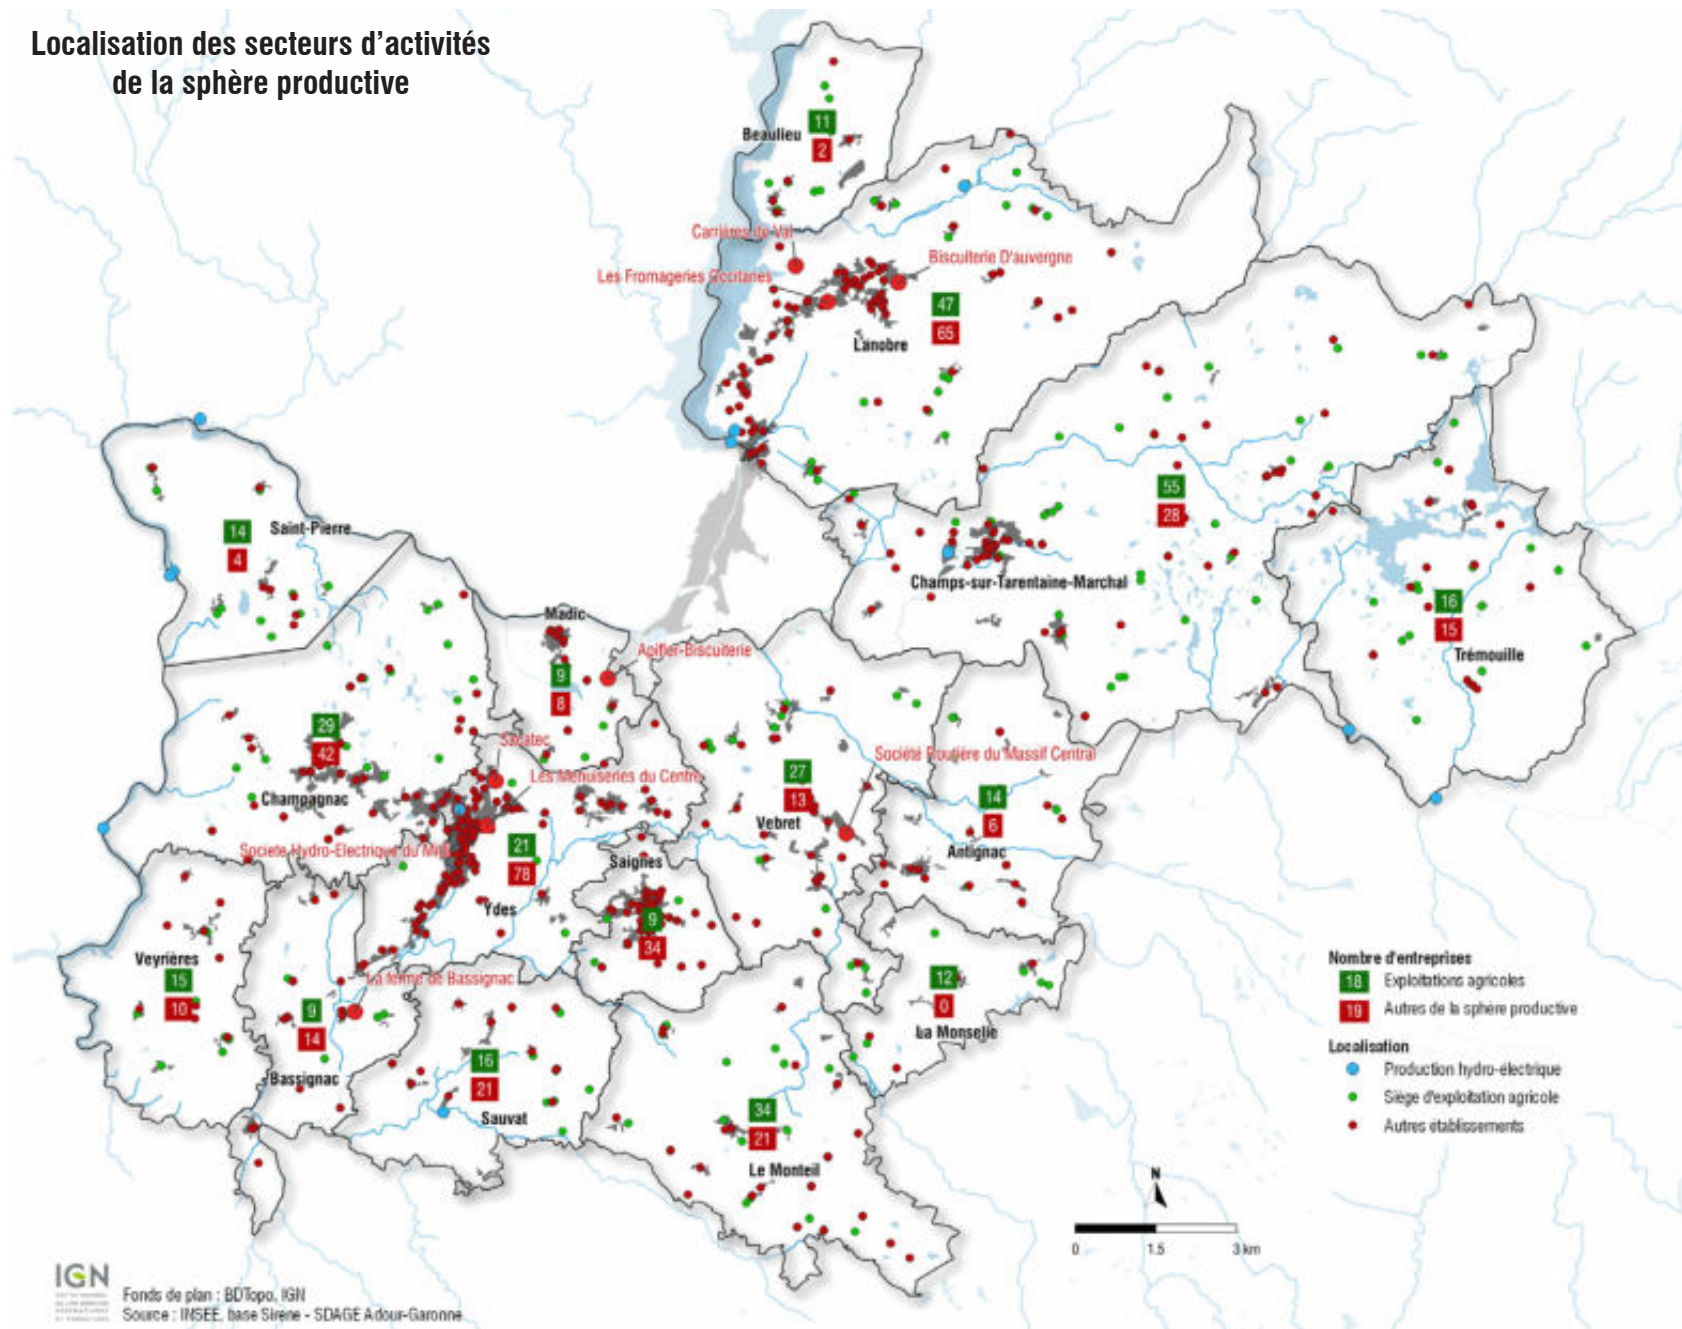 Localisation des secteurs d'activités
de la sphère productive
Beaulieu
11
2
Carrières de Val
Les Fromageries Occitanes
Biscuiterie D'auvergne
47
65
Lanobre
55
28
Champs-sur-Tarentaine-Marchal
16
15
Trémouille
14
4
Saint-Pierre
Madic
9
8
Apifler-Biscuiterie
29
42
Champagnac
Sacatec
Les Menuiseries du Centre
Société Routière du Massif Central
27
13
Vebret
14
6
Antignac
Societe Hydro-Electrique du Midi
21
78
Ydes
Saignes
9
34
Veyrières
15
10
La ferme de Bassignac
9
14
Bassignac
12
0
La Monselie
16
21
Sauvat
34
21
Le Monteil
Nombre d'entreprises
18 Exploitations agricoles
19 Autres de la sphère productive
Localisation
Production hydro-électrique
Siège d'exploitation agricole
Autres établissements
N
0 1.5 3 km
IGN
Fonds de plan : BDTopo, IGN
Source : INSEE, base Sirene - SDAGE Adour-Garonne